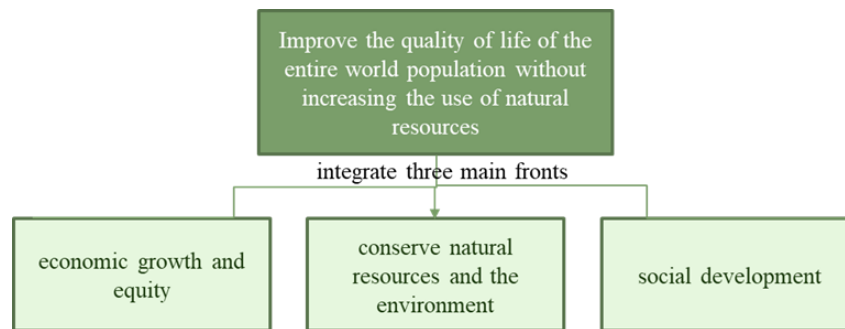 Improve the quality of life of the
entire world population without
increasing the use of natural
resources
integrate three main fronts
economic growth and
equity
conserve natural
resources and the
environment
social development